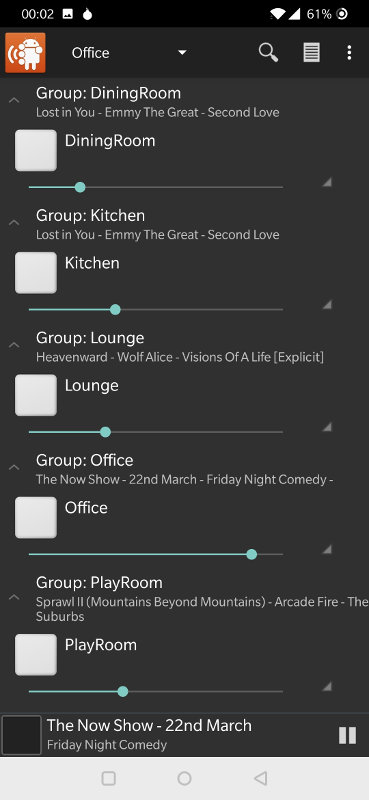 00:02
61%
Office
Group: DiningRoom
Lost in You - Emmy The Great - Second Love
DiningRoom
Group: Kitchen
Lost in You - Emmy The Great - Second Love
Kitchen
Group: Lounge
Heavenward - Wolf Alice - Visions Of A Life [Explicit]
Lounge
Group: Office
The Now Show - 22nd March - Friday Night Comedy -
Office
Group: PlayRoom
Sprawl II (Mountains Beyond Mountains) - Arcade Fire - The
Suburbs
PlayRoom
The Now Show - 22nd March
Friday Night Comedy